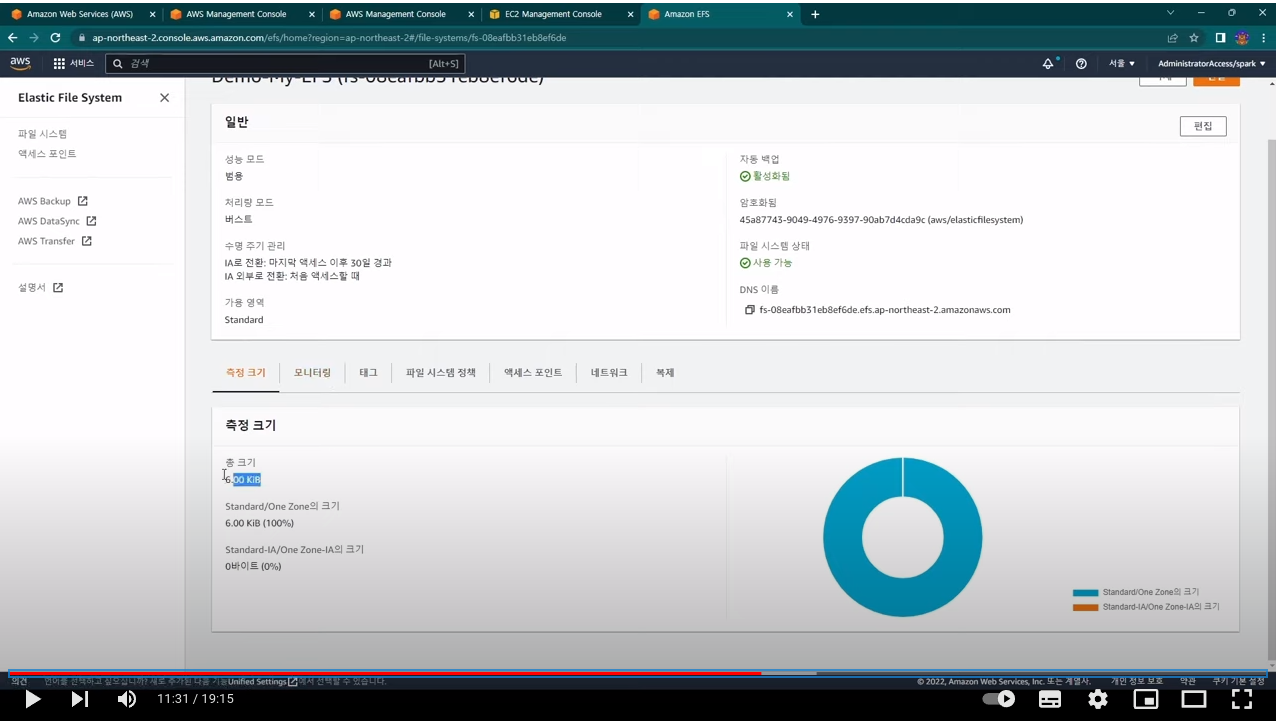 Amazon Web Services (AWS)
AWS Management Console
AWS Management Console
EC2 Management Console
Amazon EFS
ap-northeast-2.console.aws.amazon.com/efs/home?region=ap-northeast-2#/file-systems/fs-08eafbb31eb8ef6de
aws
서비스
검색
[Alt+S]
서울
AdministratorAccess/spark
Elastic File System
파일 시스템
액세스 포인트
AWS Backup
AWS DataSync
AWS Transfer
설명서
Demo-My-EFS (fs-08eafbb31eb8ef6de)
일반
편집
성능 모드
범용
처리량 모드
버스트
수명 주기 관리
IA로 전환: 마지막 액세스 이후 30일 경과
IA 외부로 전환: 처음 액세스할 때
가용 영역
Standard
자동 백업
활성화됨
암호화됨
45a87743-9049-4976-9397-90ab7d4cda9c (aws/elasticfilesystem)
파일 시스템 상태
사용 가능
DNS 이름
fs-08eafbb31eb8ef6de.efs.ap-northeast-2.amazonaws.com
측정 크기
모니터링
태그
파일 시스템 정책
액세스 포인트
네트워크
복제
측정 크기
총 크기
6.00 KiB
Standard/One Zone의 크기
6.00 KiB (100%)
Standard-IA/One Zone-IA의 크기
0바이트 (0%)
Standard/One Zone의 크기
Standard-IA/One Zone-IA의 크기
의견
언어를 선택하고 싶으십니까? 새로 추가된 다음 기능Unified Settings에서 선택할 수 있습니다.
© 2022, Amazon Web Services, Inc. 또는 계열사.
개인 정보 보호
약관
쿠키 기본 설정
11:31 / 19:15